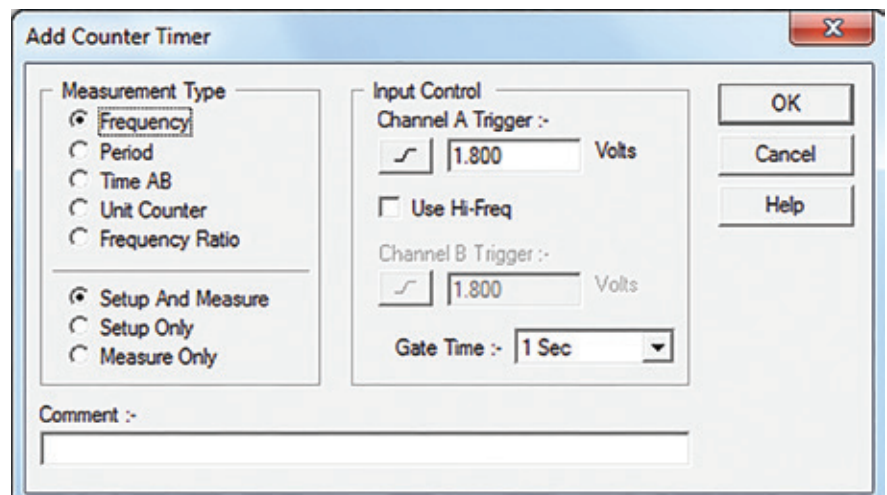 Add Counter Timer
Measurement Type
Frequency
Period
Time AB
Unit Counter
Frequency Ratio
Setup And Measure
Setup Only
Measure Only
Input Control
Channel A Trigger :-
1.800 Volts
Use Hi-Freq
Channel B Trigger :-
1.800 Volts
Gate Time :- 1 Sec
OK
Cancel
Help
Comment :-